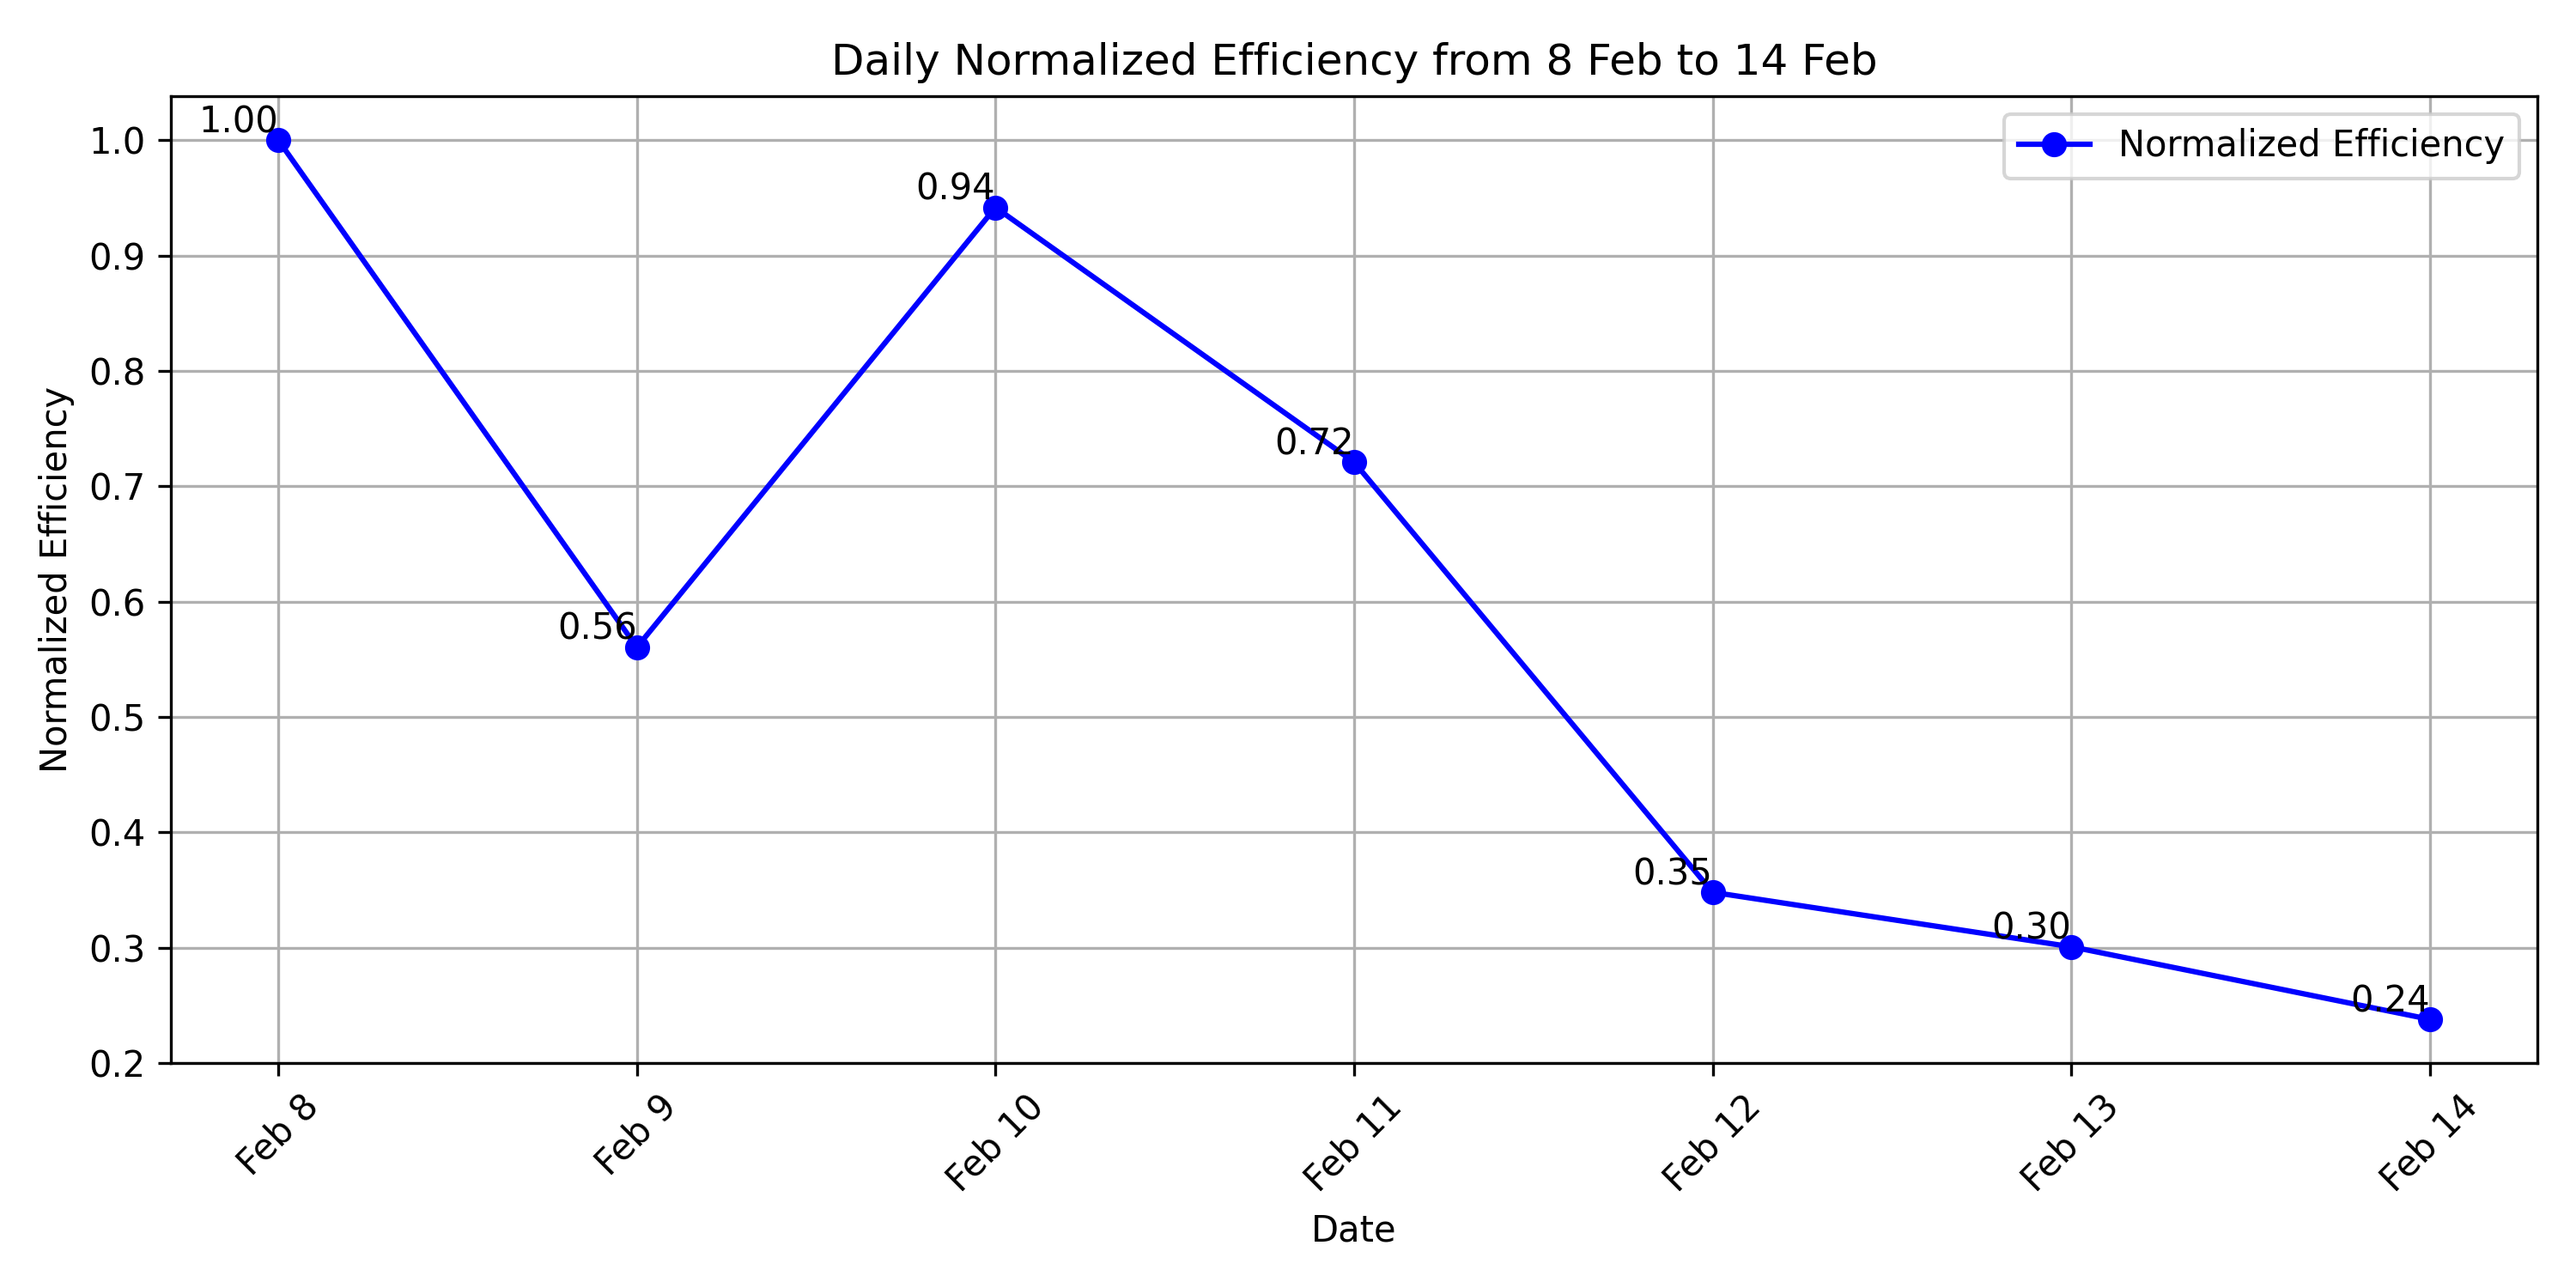 Daily Normalized Efficiency from 8 Feb to 14 Feb
Normalized Efficiency
1.00
0.56
0.94
0.72
0.35
0.30
0.24
Normalized Efficiency
1.0
0.9
0.8
0.7
0.6
0.5
0.4
0.3
0.2
Feb 8
Feb 9
Feb 10
Feb 11
Feb 12
Feb 13
Feb 14
Date